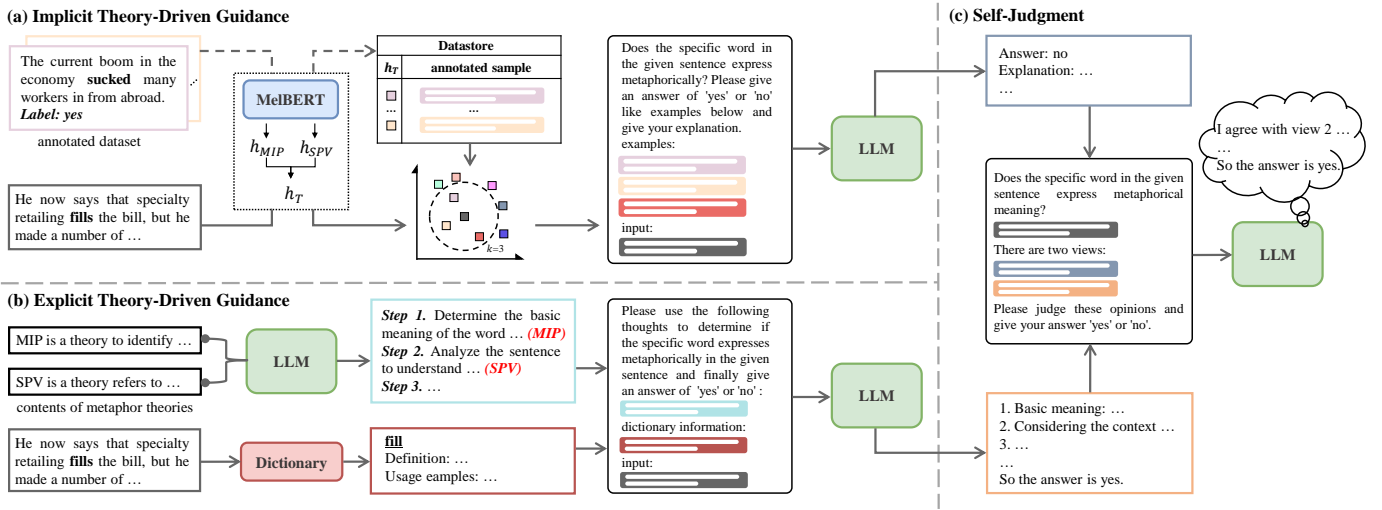 (a) Implicit Theory-Driven Guidance
The current boom in the
economy sucked many
workers in from abroad.
Label: yes
...
annotated dataset
He now says that specialty
retailing fills the bill, but he
made a number of …
MelBERT
h_MIP h_SPV
h_T
Datastore
h_T annotated sample
... ...
k=3
Does the specific word in
the given sentence express
metaphorically? Please give
an answer of 'yes' or 'no'
like examples below and
give your explanation.
examples:
input:
LLM
(b) Explicit Theory-Driven Guidance
MIP is a theory to identify …
SPV is a theory refers to …
contents of metaphor theories
LLM
Step 1. Determine the basic
meaning of the word … (MIP)
Step 2. Analyze the sentence
to understand … (SPV)
Step 3. …
He now says that specialty
retailing fills the bill, but he
made a number of …
Dictionary
fill
Definition: …
Usage eamples: …
Please use the following
thoughts to determine if
the specific word expresses
metaphorically in the given
sentence and finally give
an answer of 'yes' or 'no' :
dictionary information:
input:
LLM
(c) Self-Judgment
Answer: no
Explanation: …
…
Does the specific word in the given
sentence express metaphorical
meaning?
There are two views:
Please judge these opinions and
give your answer 'yes' or 'no'.
1. Basic meaning: …
2. Considering the context …
3. …
…
So the answer is yes.
I agree with view 2 …
…
So the answer is yes.
LLM